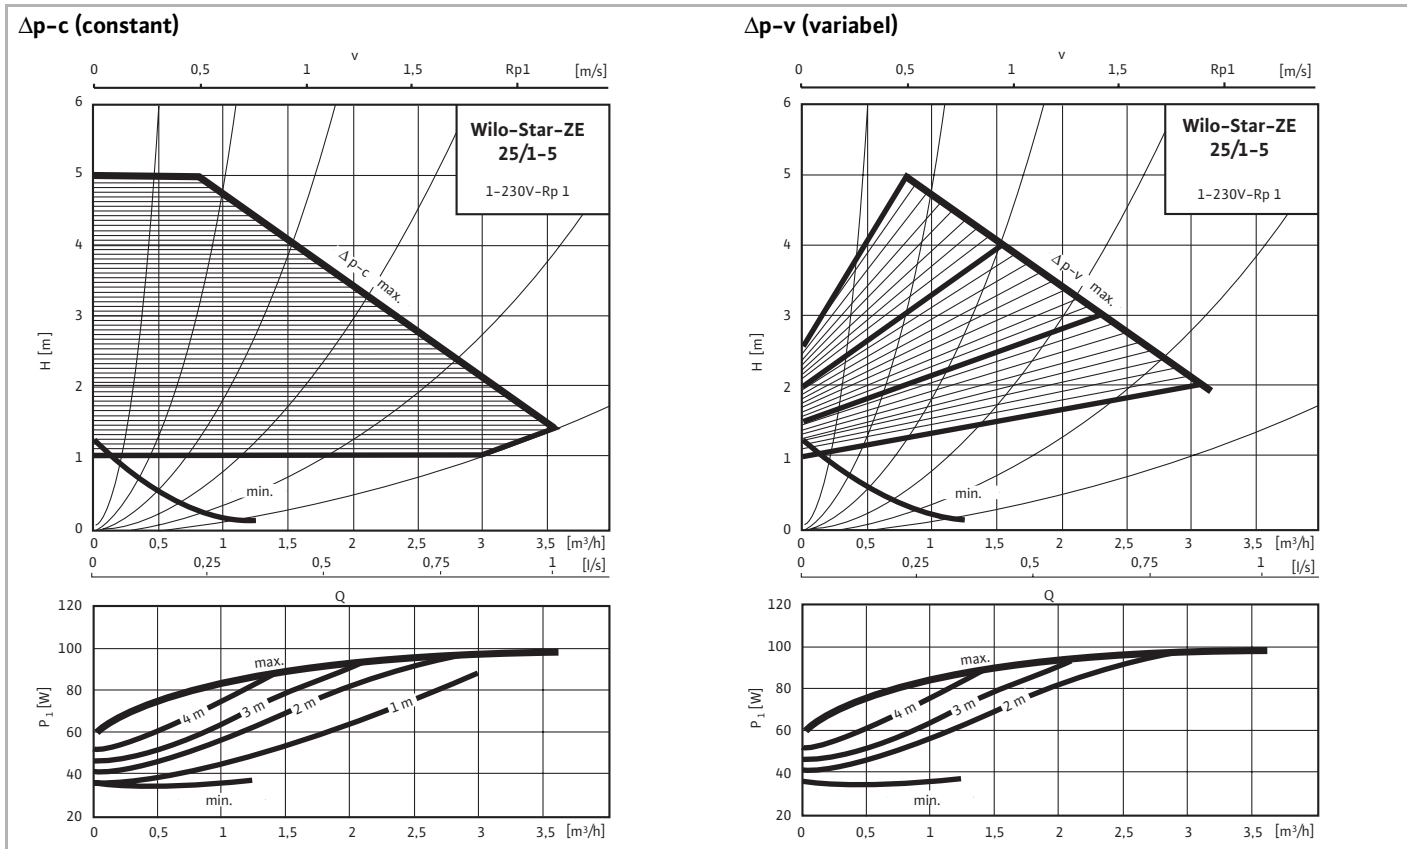 Δp-c (constant)
v
0 0,5 1 1,5 Rp1 [m/s]
6
5
4
3
2
1
0
H [m]
Wilo-Star-ZE
25/1-5
1-230V-Rp 1
Δp-c max.
min.
0 0,5 1 1,5 2 2,5 3 3,5 [m³/h]
0 0,25 0,5 0,75 1 [l/s]
Q
120
100
80
60
40
20
P1 [W]
max.
4 m
3 m
2 m
1 m
min.
0 0,5 1 1,5 2 2,5 3 3,5 [m³/h]
Δp-v (variabel)
v
0 0,5 1 1,5 Rp1 [m/s]
6
5
4
3
2
1
0
H [m]
Wilo-Star-ZE
25/1-5
1-230V-Rp 1
Δp-v max.
min.
0 0,5 1 1,5 2 2,5 3 3,5 [m³/h]
0 0,25 0,5 0,75 1 [l/s]
Q
120
100
80
60
40
20
P1 [W]
max.
4 m
3 m
2 m
min.
0 0,5 1 1,5 2 2,5 3 3,5 [m³/h]